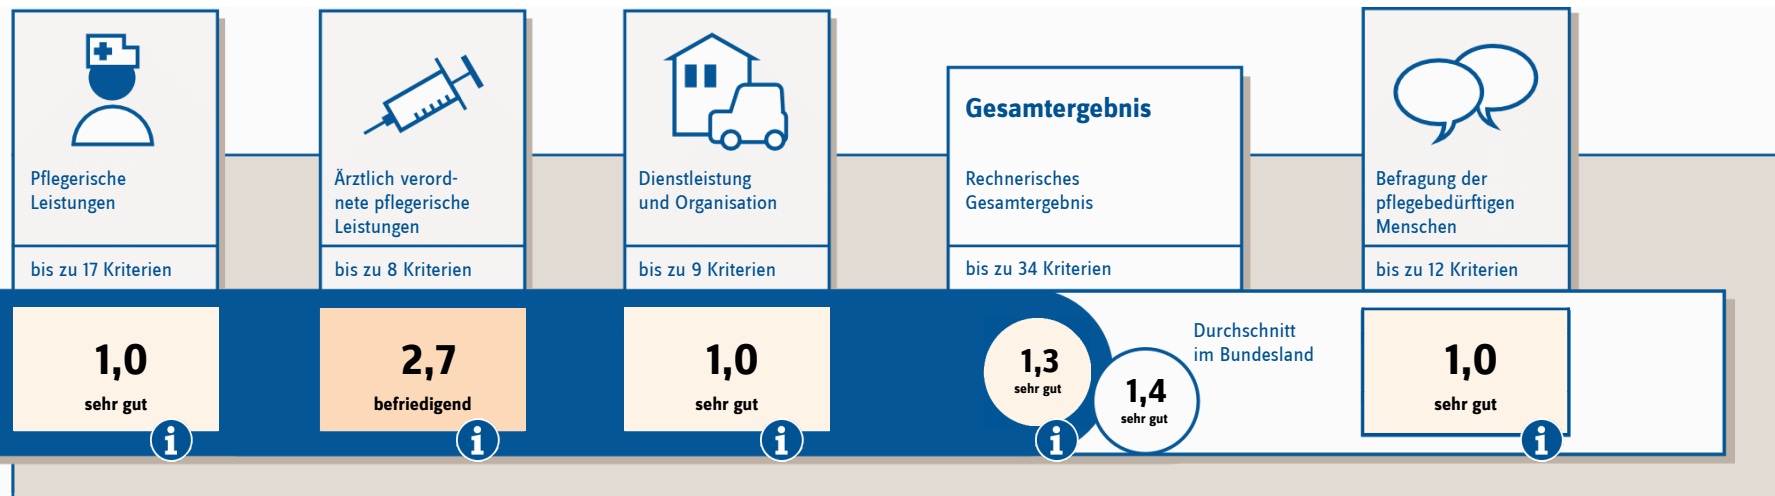 Pflegerische
Leistungen
bis zu 17 Kriterien
1,0
sehr gut
i
Ärztlich verord-
nete pflegerische
Leistungen
bis zu 8 Kriterien
2,7
befriedigend
i
Dienstleistung
und Organisation
bis zu 9 Kriterien
1,0
sehr gut
i
Gesamtergebnis
Rechnerisches
Gesamtergebnis
bis zu 34 Kriterien
1,3
sehr gut
i
Durchschnitt
im Bundesland
1,4
sehr gut
Befragung der
pflegebedürftigen
Menschen
bis zu 12 Kriterien
1,0
sehr gut
i